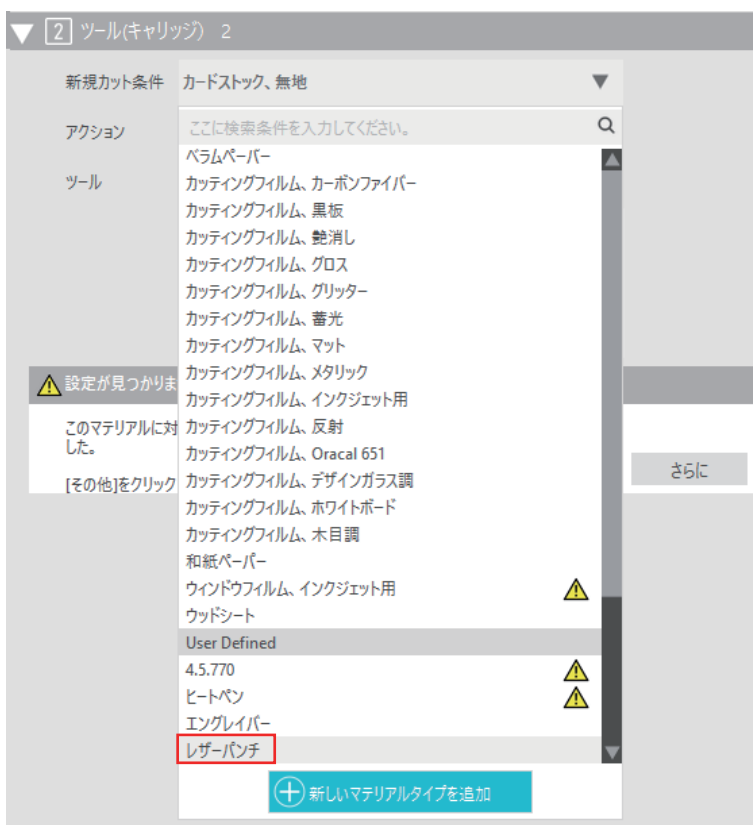 2 ツール(キャリッジ) 2
新規カット条件 カードストック、無地
アクション
ここに検索条件を入力してください。
ツール
ベラムペーパー
カッティングフィルム、カーボンファイバー
カッティングフィルム、黒板
カッティングフィルム、艶消し
カッティングフィルム、グロス
カッティングフィルム、グリッター
カッティングフィルム、蓄光
カッティングフィルム、マット
カッティングフィルム、メタリック
カッティングフィルム、インクジェット用
カッティングフィルム、反射
カッティングフィルム、Oracal 651
カッティングフィルム、デザインガラス調
カッティングフィルム、ホワイトボード
カッティングフィルム、木目調
和紙ペーパー
ウィンドウフィルム、インクジェット用
ウッドシート
User Defined
4.5.770
ヒートペン
エングレイバー
レザーパンチ
新しいマテリアルタイプを追加
設定が見つかりま
このマテリアルに対
した。
[その他]をクリック
さらに